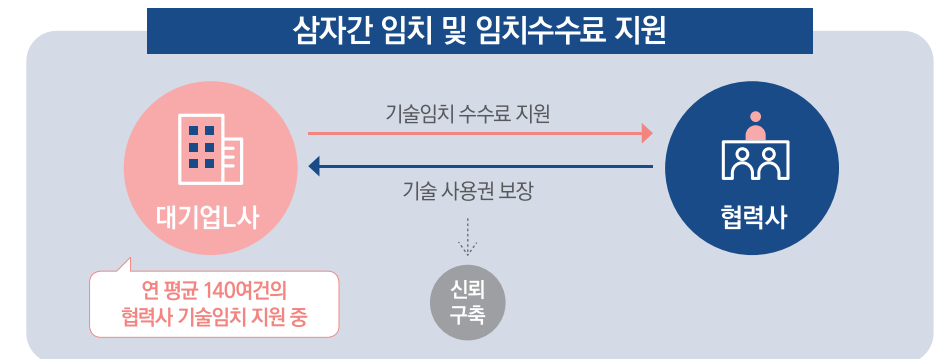 삼자간 임치 및 임치수수료 지원
기술임치 수수료 지원
기술 사용권 보장
대기업L사
협력사
연 평균 140여건의
협력사 기술임치 지원 중
신뢰
구축